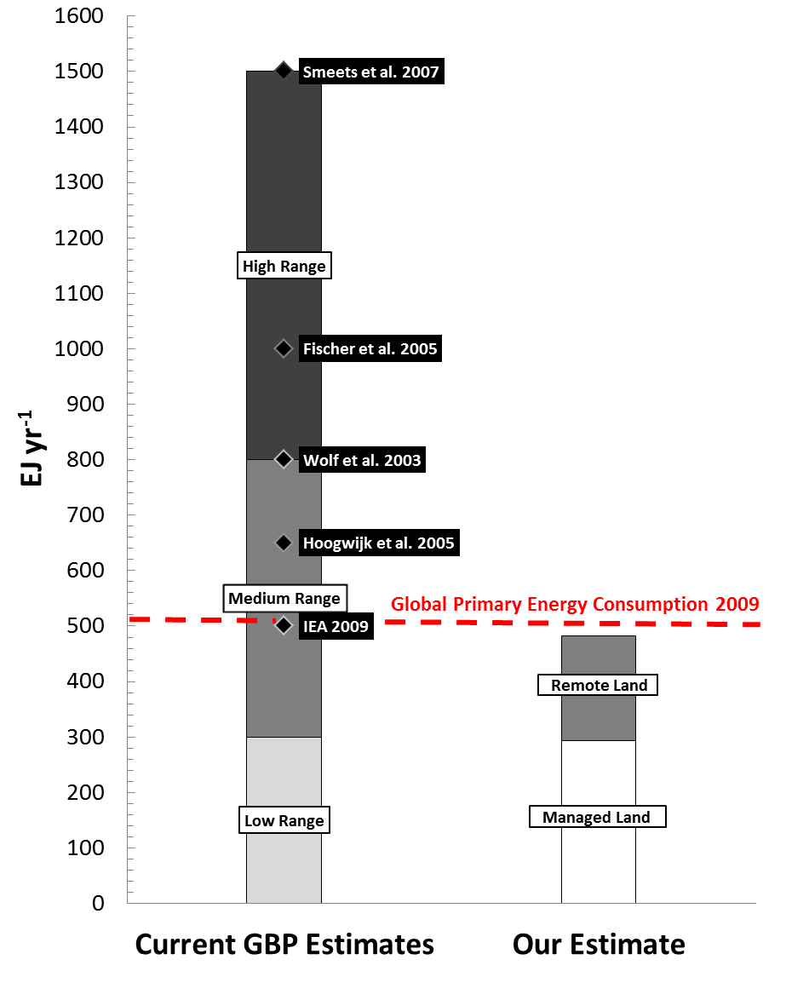 1600
1500
Smeets et al. 2007
1400
1300
1200
High Range
1100
1000
Fischer et al. 2005
900
EJ yr-1
800
Wolf et al. 2003
700
Hoogwijk et al. 2005
600
Medium Range
Global Primary Energy Consumption 2009
500
IEA 2009
400
Remote Land
300
200
Low Range
Managed Land
100
0
Current GBP Estimates
Our Estimate